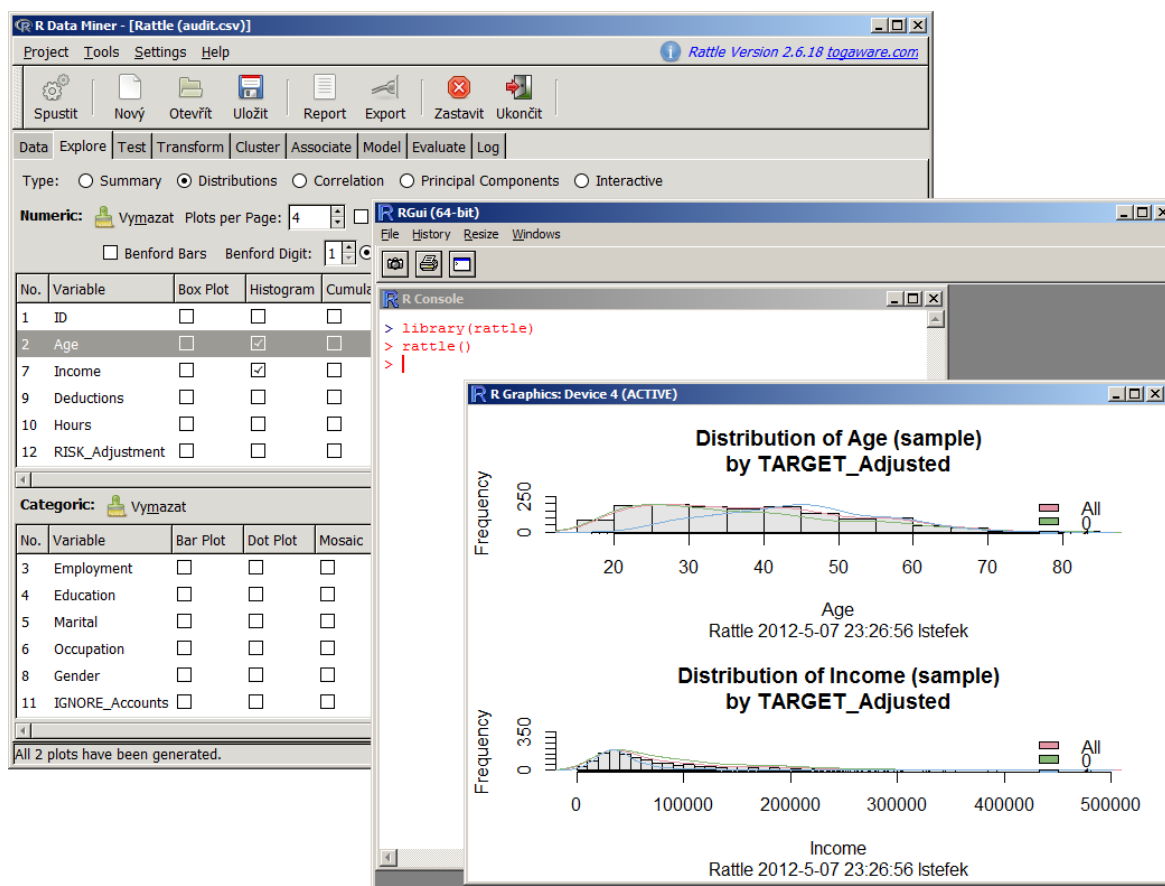 R Data Miner - [Rattle (audit.csv)]
Project Tools Settings Help
Rattle Version 2.6.18 togaware.com
Spustit Nový Otevřít Uložit Report Export Zastavit Ukončit
Data Explore Test Transform Cluster Associate Model Evaluate Log
Type: Summary Distributions Correlation Principal Components Interactive
Numeric: Vymazat Plots per Page: 4
Benford Bars Benford Digit: 1
No. Variable Box Plot Histogram Cumula
1 ID
2 Age
7 Income
9 Deductions
10 Hours
12 RISK_Adjustment
Categoric: Vymazat
No. Variable Bar Plot Dot Plot Mosaic
3 Employment
4 Education
5 Marital
6 Occupation
8 Gender
11 IGNORE_Accounts
All 2 plots have been generated.
RGui (64-bit)
File History Resize Windows
R Console
> library(rattle)
> rattle()
>
R Graphics: Device 4 (ACTIVE)
Distribution of Age (sample)
by TARGET_Adjusted
Frequency
0 250
All
0
20 30 40 50 60 70 80
Age
Rattle 2012-5-07 23:26:56 lstefek
Distribution of Income (sample)
by TARGET_Adjusted
Frequency
0 350
All
0
0 100000 200000 300000 400000 500000
Income
Rattle 2012-5-07 23:26:56 lstefek